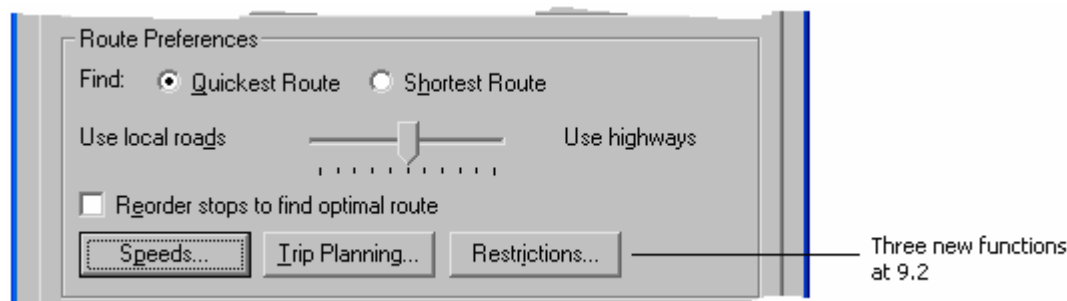 Route Preferences
Find: Quickest Route Shortest Route
Use local roads Use highways
Reorder stops to find optimal route
Speeds... Trip Planning... Restrictions...
Three new functions
at 9.2